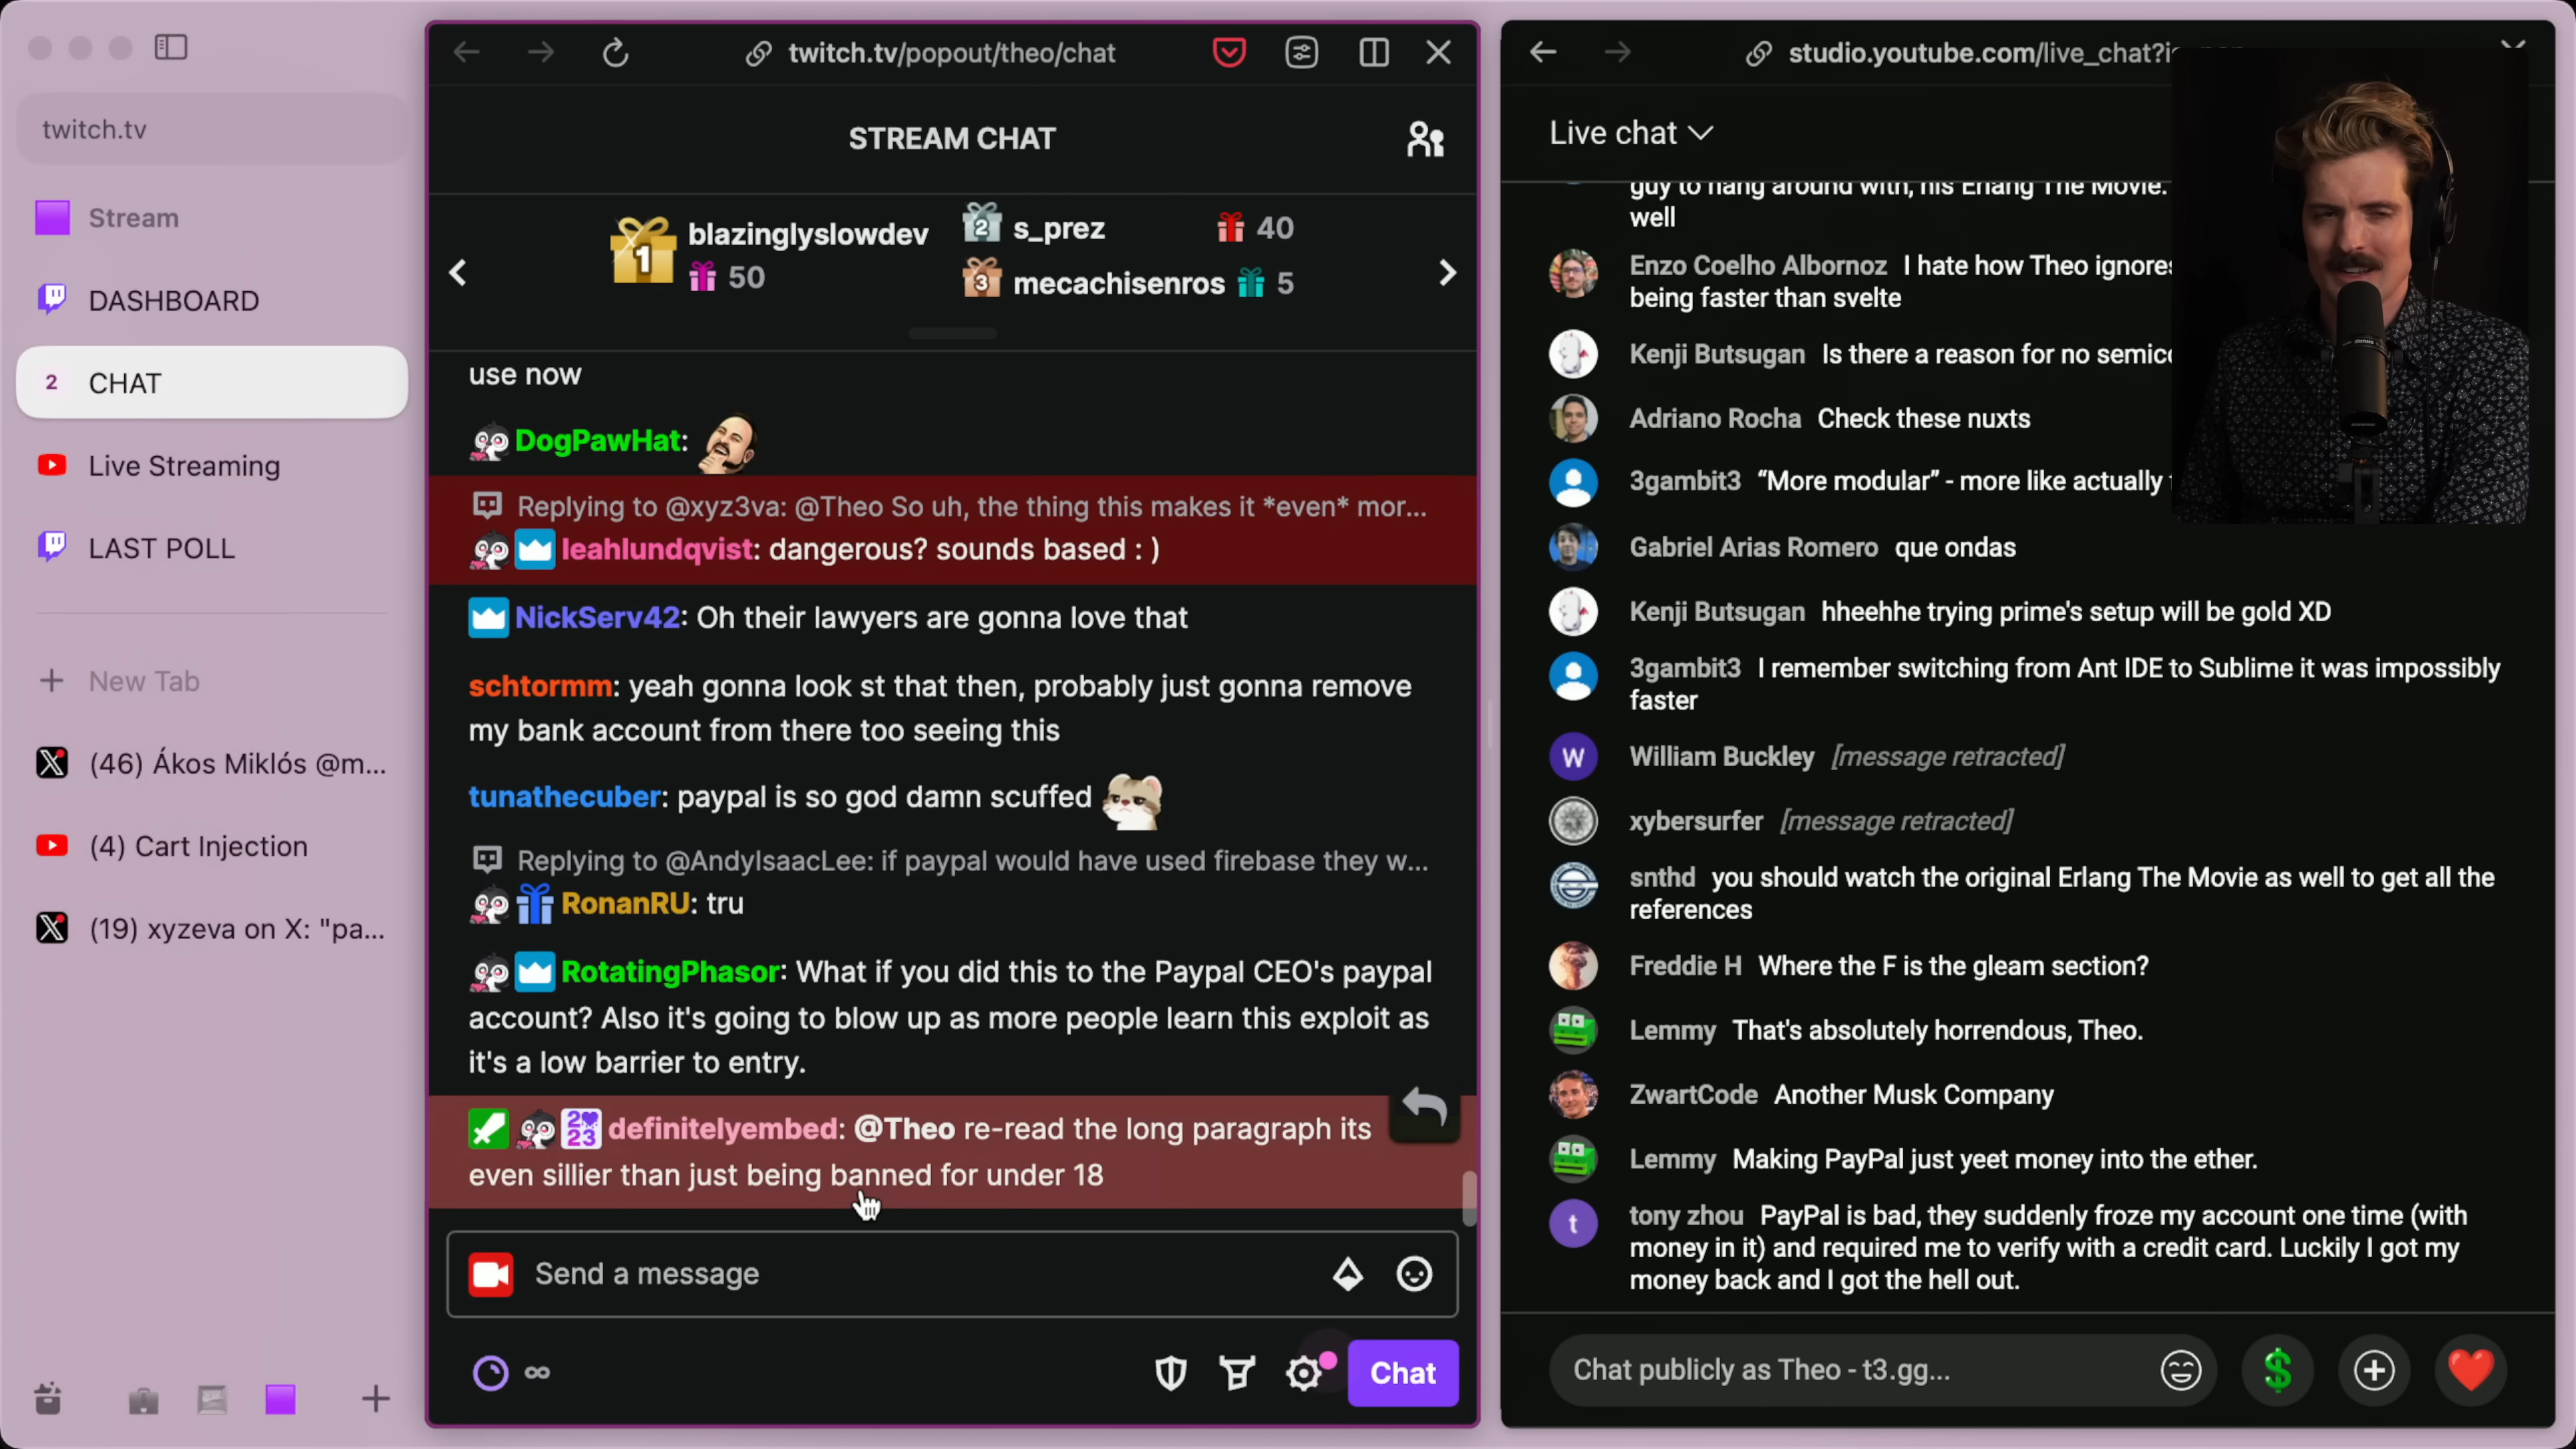 twitch.tv
Stream
DASHBOARD
2 CHAT
Live Streaming
LAST POLL
New Tab
(46) Ákos Miklós @m...
(4) Cart Injection
(19) xyzeva on X: "pa...
twitch.tv/popout/theo/chat
STREAM CHAT
1 blazinglyslowdev
50
2 s_prez 40
3 mecachisenros 5
use now
DogPawHat:
Replying to @xyz3va: @Theo So uh, the thing this makes it *even* mor...
leahlundqvist: dangerous? sounds based : )
NickServ42: Oh their lawyers are gonna love that
schtormm: yeah gonna look st that then, probably just gonna remove
my bank account from there too seeing this
tunathecuber: paypal is so god damn scuffed
Replying to @AndyIsaacLee: if paypal would have used firebase they w...
RonanRU: tru
RotatingPhasor: What if you did this to the Paypal CEO's paypal
account? Also it's going to blow up as more people learn this exploit as
it's a low barrier to entry.
2023 definitelyembed: @Theo re-read the long paragraph its
even sillier than just being banned for under 18
Send a message
∞
Chat
studio.youtube.com/live_chat?
Live chat
guy to hang around with, his Erlang The Movie.
well
Enzo Coelho Albornoz I hate how Theo ignores
being faster than svelte
Kenji Butsugan Is there a reason for no
Adriano Rocha Check these nuxts
3gambit3 “More modular” - more like actually
Gabriel Arias Romero que ondas
Kenji Butsugan hheehhe trying prime's setup will be gold XD
3gambit3 I remember switching from Ant IDE to Sublime it was impossibly
faster
W William Buckley [message retracted]
xybersurfer [message retracted]
snthd you should watch the original Erlang The Movie as well to get all the
references
Freddie H Where the F is the gleam section?
Lemmy That's absolutely horrendous, Theo.
ZwartCode Another Musk Company
Lemmy Making PayPal just yeet money into the ether.
t tony zhou PayPal is bad, they suddenly froze my account one time (with
money in it) and required me to verify with a credit card. Luckily I got my
money back and I got the hell out.
Chat publicly as Theo - t3.gg...